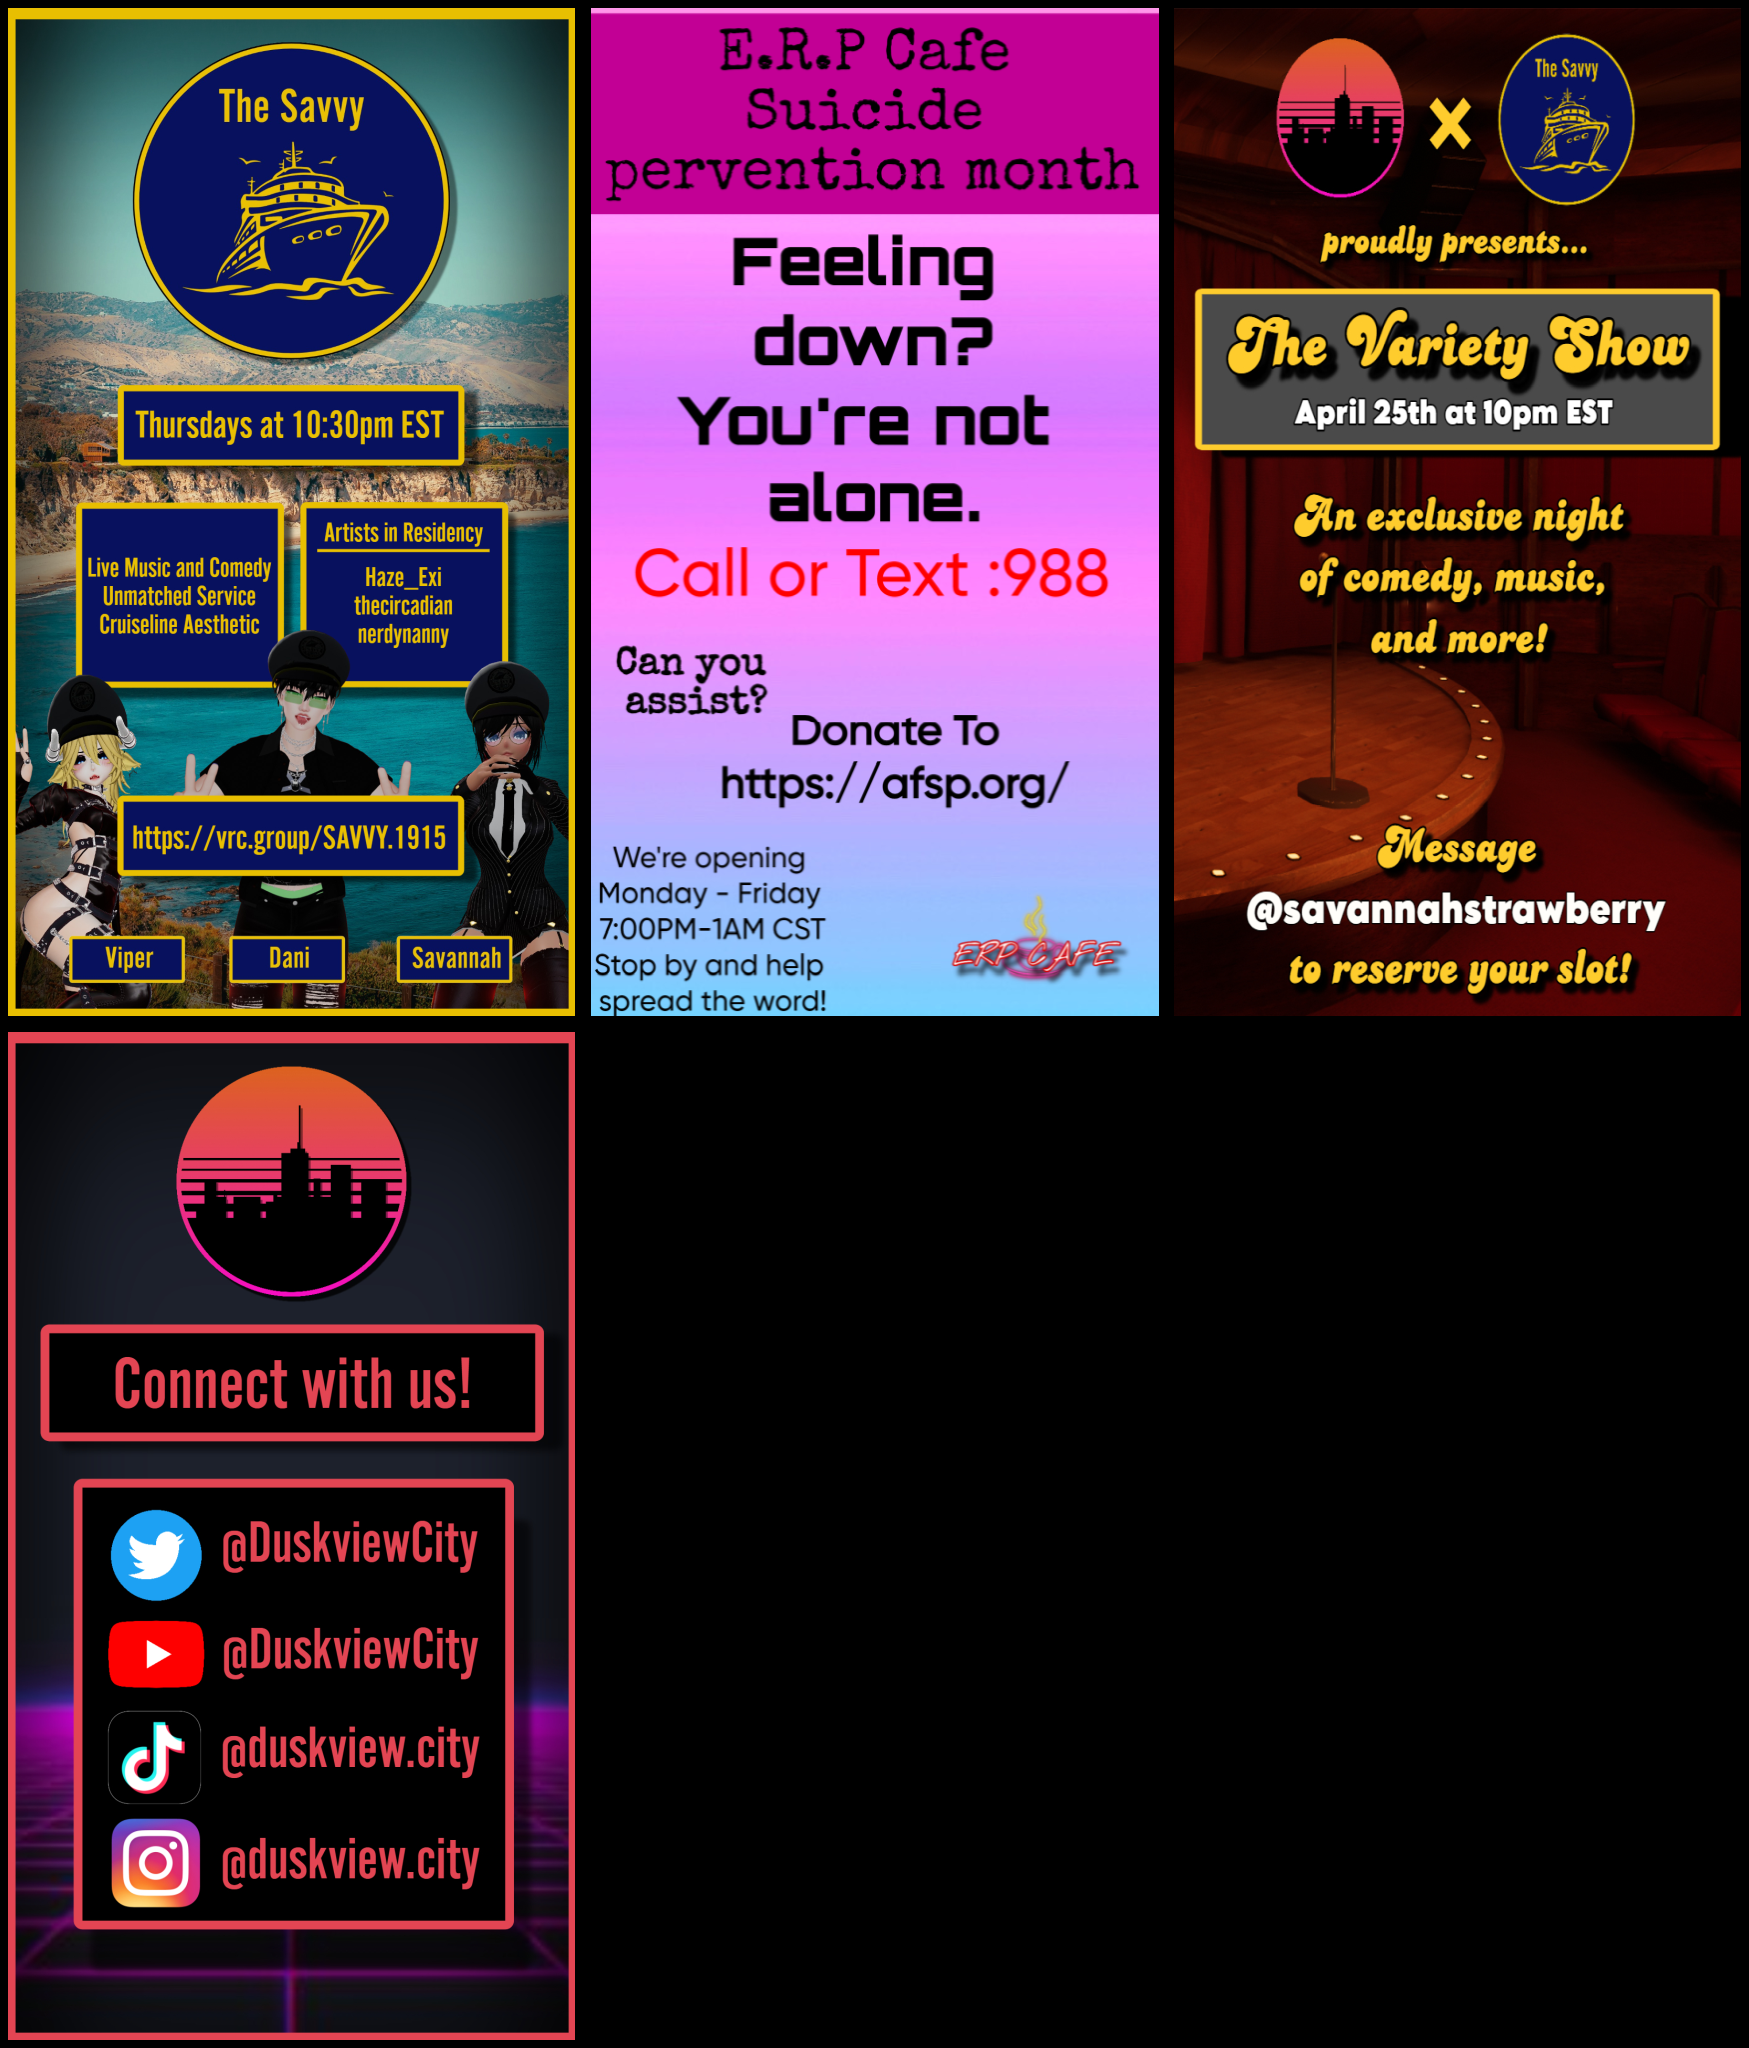 The Savvy
Thursdays at 10:30pm EST
Live Music and Comedy
Unmatched Service
Cruiseline Aesthetic
Artists in Residency
Haze_Exi
thecircadian
nerdynanny
https://vrc.group/SAVVY.1915
Viper
Dani
Savannah
E.R.P Cafe
Suicide
pervention month
Feeling
down?
You're not
alone.
Call or Text :988
Can you
assist?
Donate To
https://afsp.org/
We're opening
Monday - Friday
7:00PM-1AM CST
Stop by and help
spread the word!
ERP CAFE
X
The Savvy
proudly presents...
The Variety Show
April 25th at 10pm EST
An exclusive night
of comedy, music,
and more!
Message
@savannahstrawberry
to reserve your slot!
Connect with us!
@DuskviewCity
@DuskviewCity
@duskview.city
@duskview.city